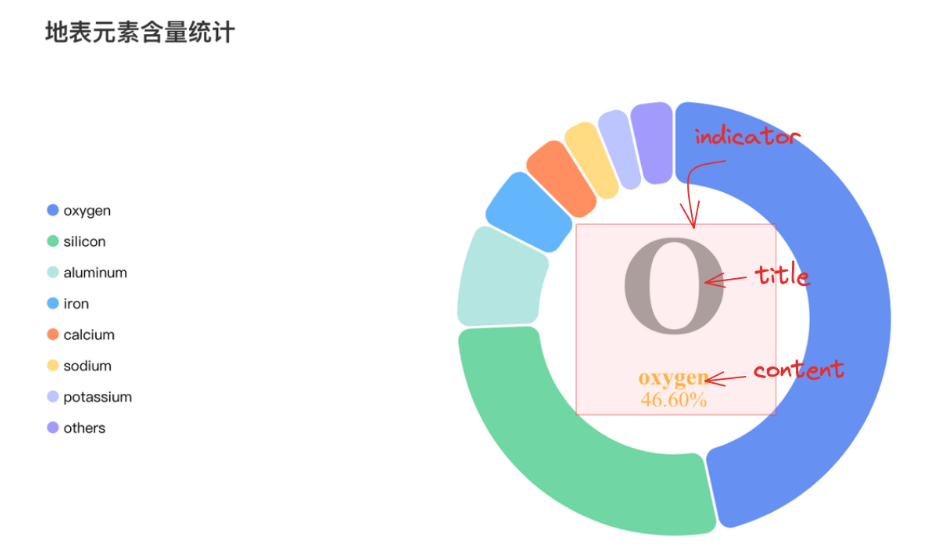 地表元素含量统计
indicator
oxygen
silicon
aluminum
iron
calcium
sodium
potassium
others
O
title
oxygen
content
46.60%